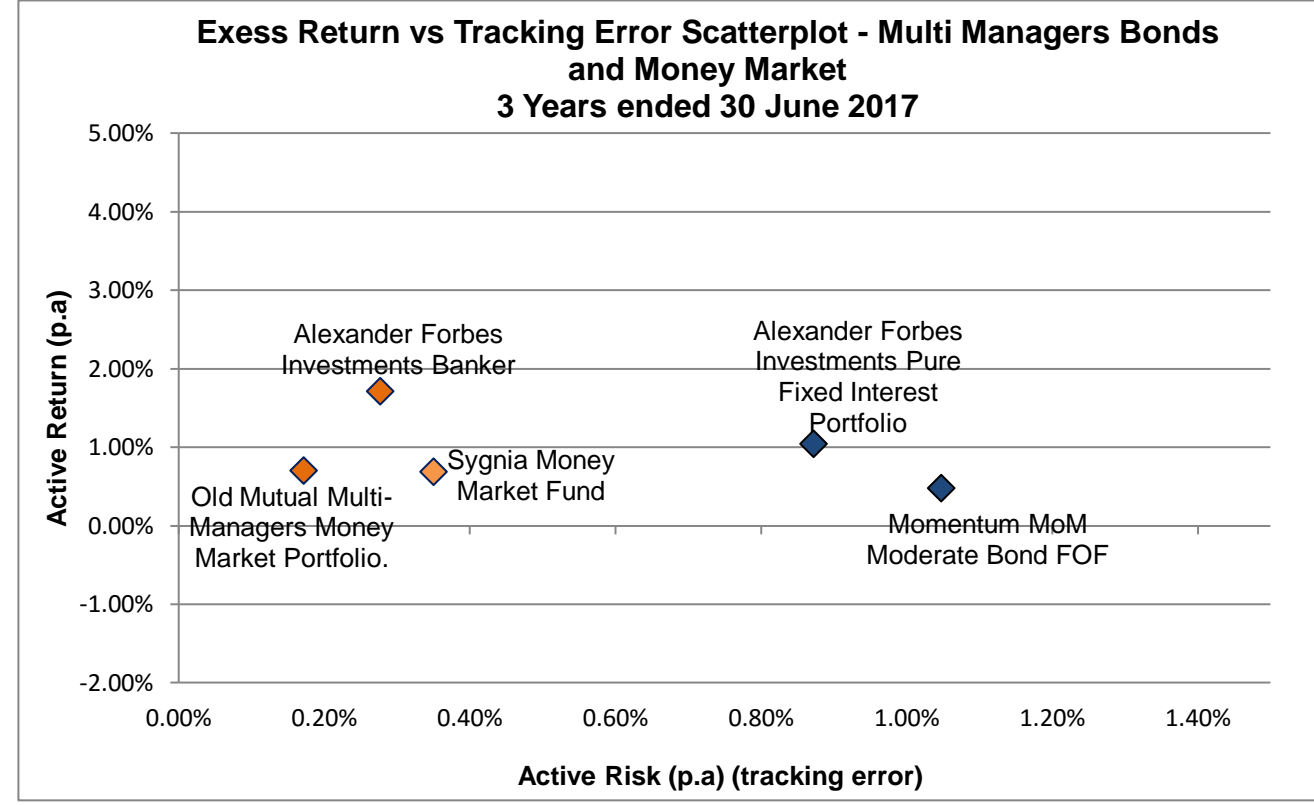 Exess Return vs Tracking Error Scatterplot - Multi Managers Bonds
and Money Market
3 Years ended 30 June 2017
5.00%
4.00%
3.00%
2.00%
1.00%
0.00%
-1.00%
-2.00%
Active Return (p.a)
Alexander Forbes
Investments Banker
Alexander Forbes
Investments Pure
Fixed Interest
Portfolio
Sygnia Money
Market Fund
Old Mutual Multi-
Managers Money
Market Portfolio.
Momentum MoM
Moderate Bond FOF
0.00% 0.20% 0.40% 0.60% 0.80% 1.00% 1.20% 1.40%
Active Risk (p.a) (tracking error)